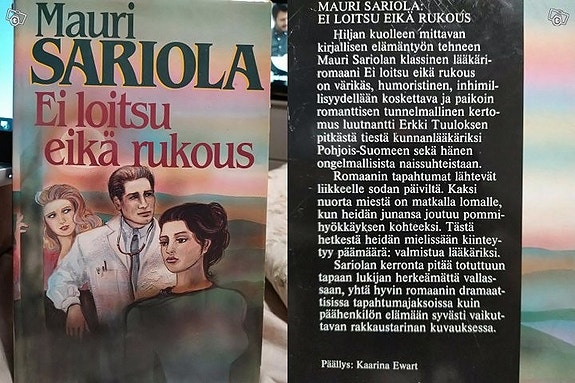 Mauri
SARIOLA
Ei loitsu
eikä rukous
MAURI SARIOLA:
EI LOITSU EIKÄ RUKOUS
Hiljan kuolleen mittavan
kirjallisen elämäntyön tehneen
Mauri Sariolan klassinen lääkäri-
romaani Ei loitsu eikä rukous
on värikäs, humoristinen, inhimil-
lisyydellään koskettava ja paikoin
romanttisen tunnelmallinen kerto-
mus luutnantti Erkki Tuuloksen
pitkästä tiestä kunnanlääkäriksi
Pohjois-Suomeen sekä hänen
ongelmallisista naissuhteistaan.
Romaanin tapahtumat lähtevät
liikkeelle sodan päiviltä. Kaksi
nuorta miestä on matkalla lomalle,
kun heidän junansa joutuu pommi-
hyökkäyksen kohteeksi. Tästä
hetkestä heidän mielissään kiintey-
tyy päämäärä; valmistua lääkäriksi.
Sariolan kerronta pitää totuttuun
tapaan lukijan herkeämättä vallas-
saan, yhtä hyvin romaanin dramaat-
tisissa tapahtumajaksoissa kuin
päähenkilön elämään syvästi vaikut-
tavan rakkaustarinan kuvauksessa.
Päällys: Kaarina Ewart